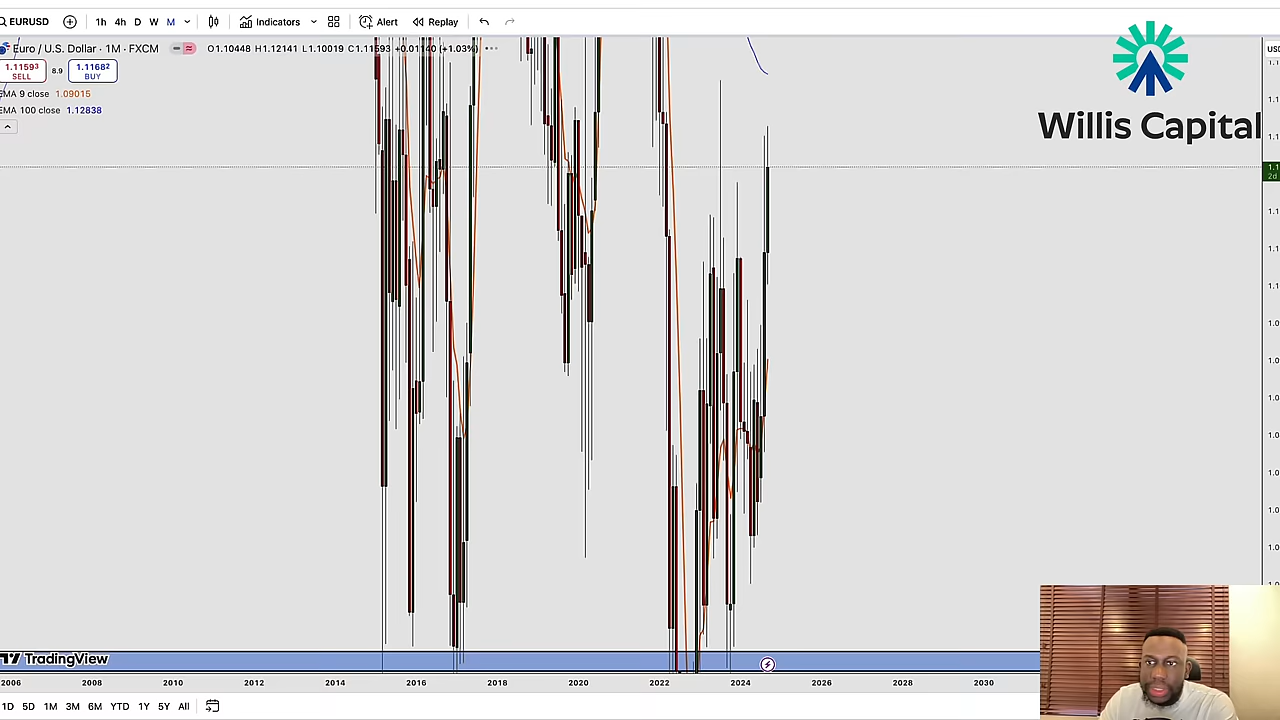 EURUSD 1h 4h D W M Indicators Alert Replay
Euro / U.S. Dollar · 1M · FXCM O1.10448 H1.12141 L1.10019 C1.11593 +0.01140 (+1.03%)
1.11593 SELL 8.9 1.11682 BUY
EMA 9 close 1.09015
EMA 100 close 1.12838
Willis Capital
USD
2d
TradingView
2006 2008 2010 2012 2014 2016 2018 2020 2022 2024 2026 2028 2030
1D 5D 1M 3M 6M YTD 1Y 5Y All